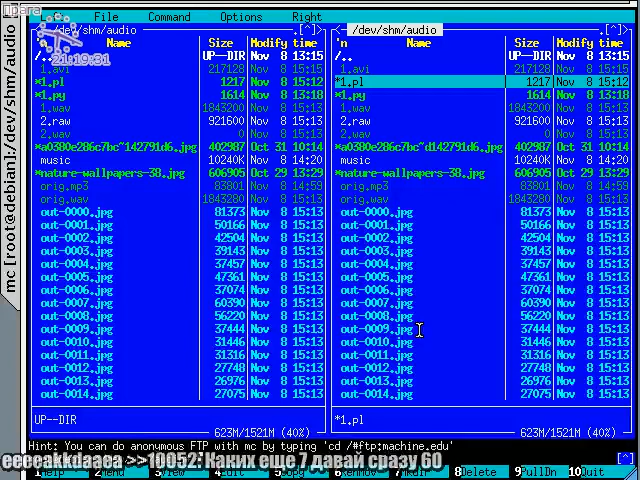 Прага
File Command Options Right
/dev/shm/audio .[^]> /dev/shm/audio .[^]>
'n Name Size Modify time 'n Name Size Modify time
/.. UP--DIR Nov 8 13:15 /.. UP--DIR Nov 8 13:15
1.avi 217128 Nov 8 15:13 1.avi 217128 Nov 8 15:13
21:19:31
*1.pl 1217 Nov 8 15:12 *1.pl 1217 Nov 8 15:12
*1.py 1614 Nov 8 13:18 *1.py 1614 Nov 8 13:18
1.wav 1843200 Nov 8 15:13 1.wav 1843200 Nov 8 15:13
2.raw 921600 Nov 8 15:13 2.raw 921600 Nov 8 15:13
2.wav 0 Nov 8 15:13 2.wav 0 Nov 8 15:13
*a0380e286c7bc~142791d6.jpg 402987 Oct 31 10:14 *a0380e286c7bc~d142791d6.jpg 402987 Oct 31 10:14
music 10240K Nov 8 14:20 music 10240K Nov 8 14:20
*nature-wallpapers-38.jpg 606905 Oct 29 13:29 *nature-wallpapers-38.jpg 606905 Oct 29 13:29
orig.mp3 83801 Nov 8 14:59 orig.mp3 83801 Nov 8 14:59
orig.wav 0 Nov 8 15:13 orig.wav 0 Nov 8 15:13
out-0000.jpg 81373 Nov 8 15:13 out-0000.jpg 81373 Nov 8 15:13
out-0001.jpg 50166 Nov 8 15:13 out-0001.jpg 50166 Nov 8 15:13
out-0002.jpg 42504 Nov 8 15:13 out-0002.jpg 42504 Nov 8 15:13
out-0003.jpg 39143 Nov 8 15:13 out-0003.jpg 39143 Nov 8 15:13
out-0004.jpg 37457 Nov 8 15:13 out-0004.jpg 37457 Nov 8 15:13
out-0005.jpg 47361 Nov 8 15:13 out-0005.jpg 47361 Nov 8 15:13
out-0006.jpg 37074 Nov 8 15:13 out-0006.jpg 37074 Nov 8 15:13
out-0007.jpg 60390 Nov 8 15:13 out-0007.jpg 60390 Nov 8 15:13
out-0008.jpg 56220 Nov 8 15:13 out-0008.jpg 56220 Nov 8 15:13
out-0009.jpg 37444 Nov 8 15:13 out-0009.jpg 37444 Nov 8 15:13
out-0010.jpg 31446 Nov 8 15:13 out-0010.jpg 31446 Nov 8 15:13
out-0011.jpg 31316 Nov 8 15:13 out-0011.jpg 31316 Nov 8 15:13
out-0012.jpg 27748 Nov 8 15:13 out-0012.jpg 27748 Nov 8 15:13
out-0013.jpg 26976 Nov 8 15:13 out-0013.jpg 26976 Nov 8 15:13
out-0014.jpg 27075 Nov 8 15:13 out-0014.jpg 27075 Nov 8 15:13
UP--DIR *1.pl
623M/1521M (40%) 623M/1521M (40%)
Hint: You can do anonymous FTP with mc by typing 'cd /#ftp:machine.edu'
eeeeakkdaaea >>10052: Каких еще 7 давай сразу 60 [^]
8Delete 9PullDn 10Quit
mc [root@debian]:/dev/shm/audio